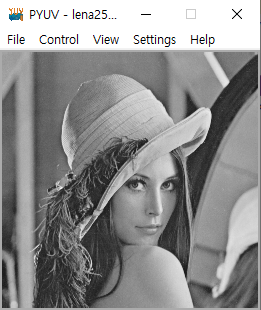 PYUV - lena25...
File Control View Settings Help